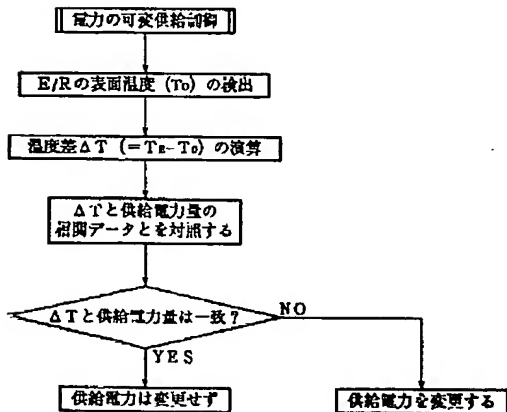 電力の可変供給制御
E/Rの表面温度 (To) の検出
温度差ΔT (=TR-To) の演算
ΔTと供給電力量の
相関データとを対照する
ΔTと供給電力量は一致?
NO
YES
供給電力は変更せず
供給電力を変更する